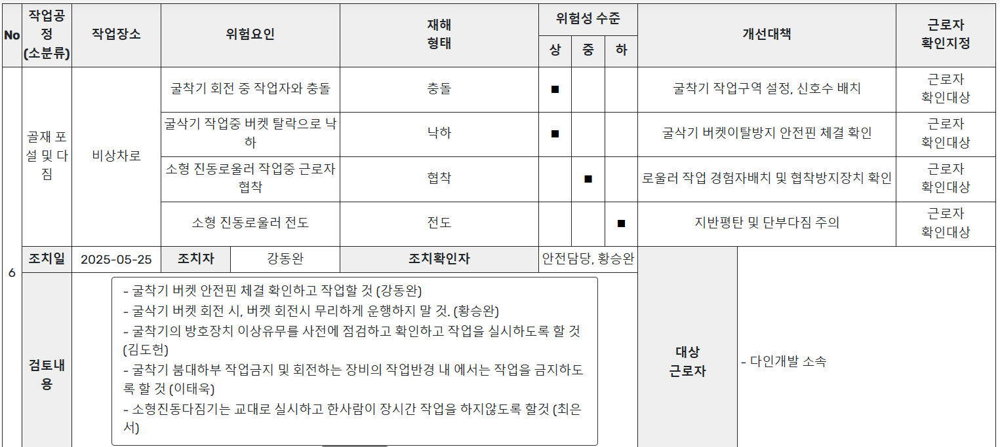 No
작업공
정
(소분류)
작업장소
위험요인
재해
형태
위험성 수준
상
중
하
개선대책
근로자
확인지정
6
골재 포
설 및 다
짐
비상차로
굴착기 회전 중 작업자와 충돌
충돌
■
굴착기 작업구역 설정, 신호수 배치
근로자
확인대상
굴삭기 작업중 버켓 탈락으로 낙
하
낙하
■
굴삭기 버켓이탈방지 안전핀 체결 확인
근로자
확인대상
소형 진동로울러 작업중 근로자
협착
협착
■
로울러 작업 경험자배치 및 협착방지장치 확인
근로자
확인대상
소형 진동로울러 전도
전도
■
지반평탄 및 단부다짐 주의
근로자
확인대상
조치일
2025-05-25
조치자
강동완
조치확인자
안전담당, 황승완
검토내
용
- 굴착기 버켓 안전핀 체결 확인하고 작업할 것 (강동완)
- 굴삭기 버켓 회전 시, 버켓 회전시 무리하게 운행하지 말 것. (황승완)
- 굴착기의 방호장치 이상유무를 사전에 점검하고 확인하고 작업을 실시하도록 할 것
(김도헌)
- 굴착기 붐대하부 작업금지 및 회전하는 장비의 작업반경 내 에서는 작업을 금지하도
록 할 것 (이태욱)
- 소형진동다짐기는 교대로 실시하고 한사람이 장시간 작업을 하지않도록 할것 (최은
서)
대상
근로자
- 다인개발 소속